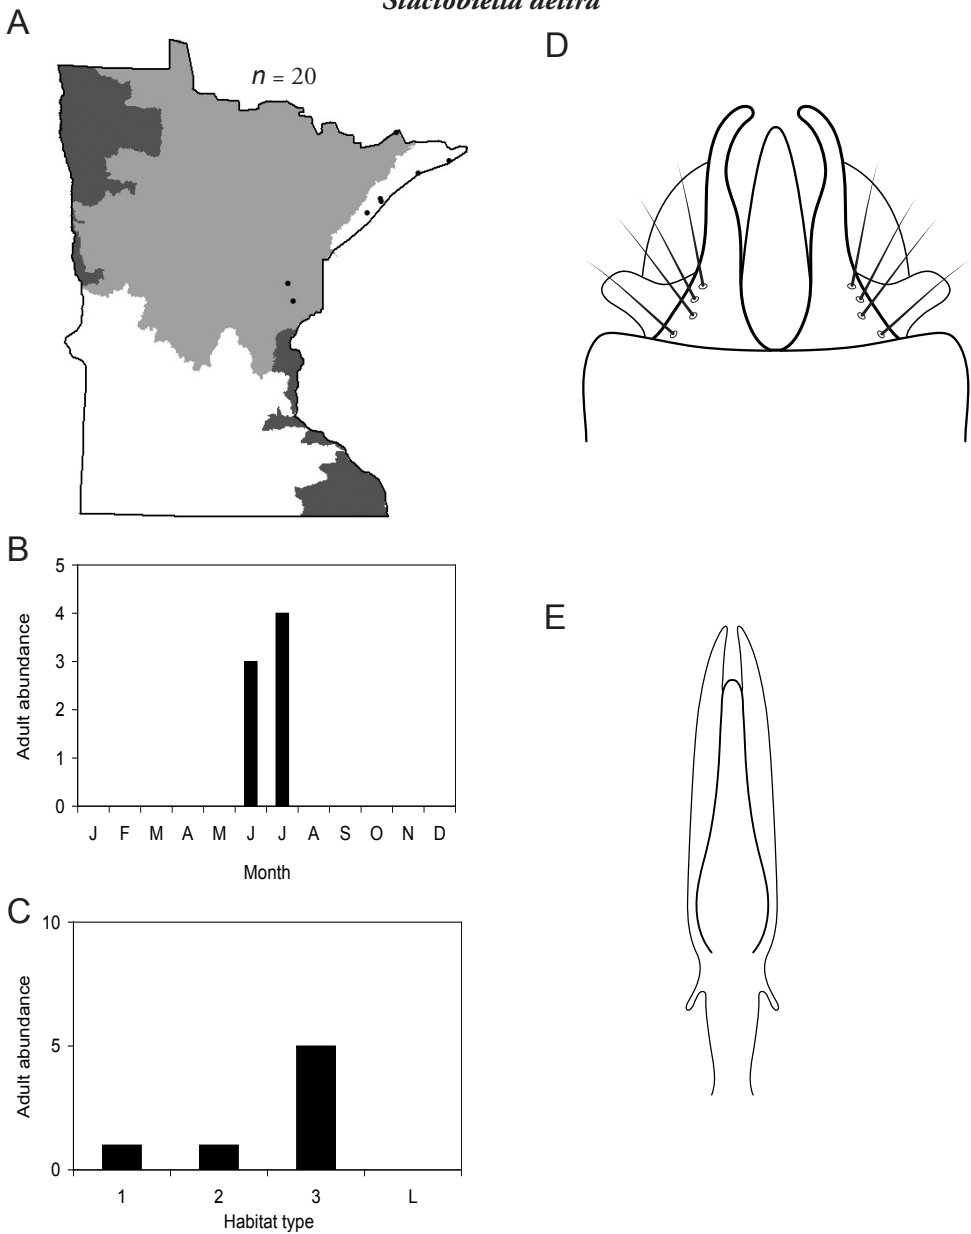 Stactobiella delira
A
n = 20
D
B
5
4
3
2
1
0
Adult abundance
J F M A M J J A S O N D
Month
E
C
10
5
0
Adult abundance
1 2 3 L
Habitat type